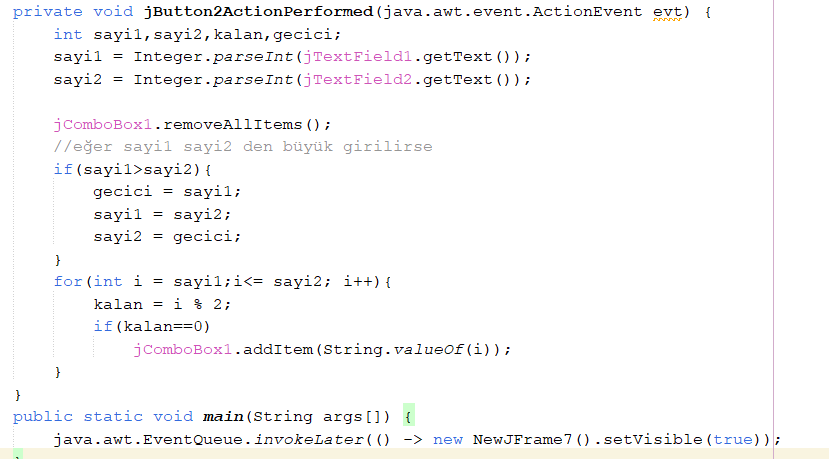 private void jButton2ActionPerformed(java.awt.event.ActionEvent evt) {
int sayi1,sayi2,kalan,gecici;
sayi1 = Integer.parseInt(jTextField1.getText());
sayi2 = Integer.parseInt(jTextField2.getText());
jComboBox1.removeAllItems();
//eğer sayi1 sayi2 den büyük girilirse
if(sayi1>sayi2){
gecici = sayi1;
sayi1 = sayi2;
sayi2 = gecici;
}
for(int i = sayi1;i<= sayi2; i++){
kalan = i % 2;
if(kalan==0)
jComboBox1.addItem(String.valueOf(i));
}
}
public static void main(String args[]) {
java.awt.EventQueue.invokeLater(() -> new NewJFrame7().setVisible(true));